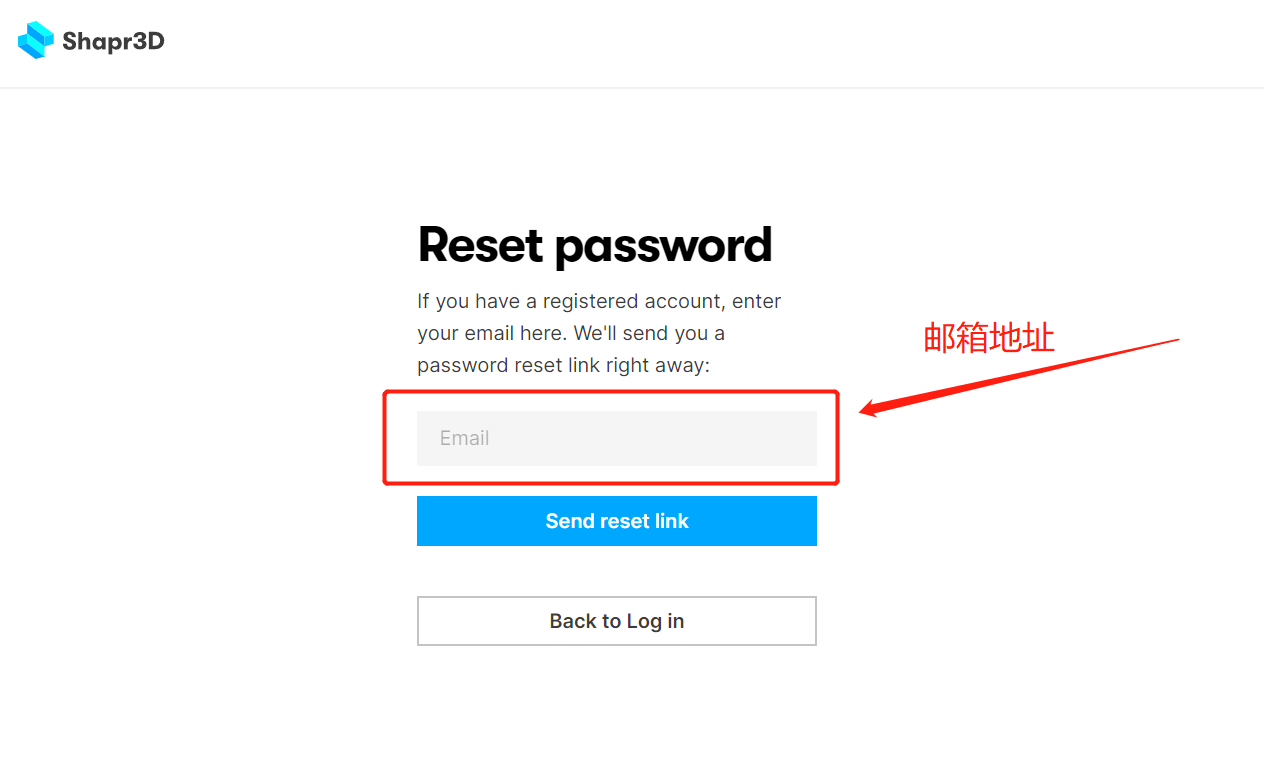 Shapr3D
Reset password
If you have a registered account, enter
your email here. We'll send you a
password reset link right away:
邮箱地址
Email
Send reset link
Back to Log in